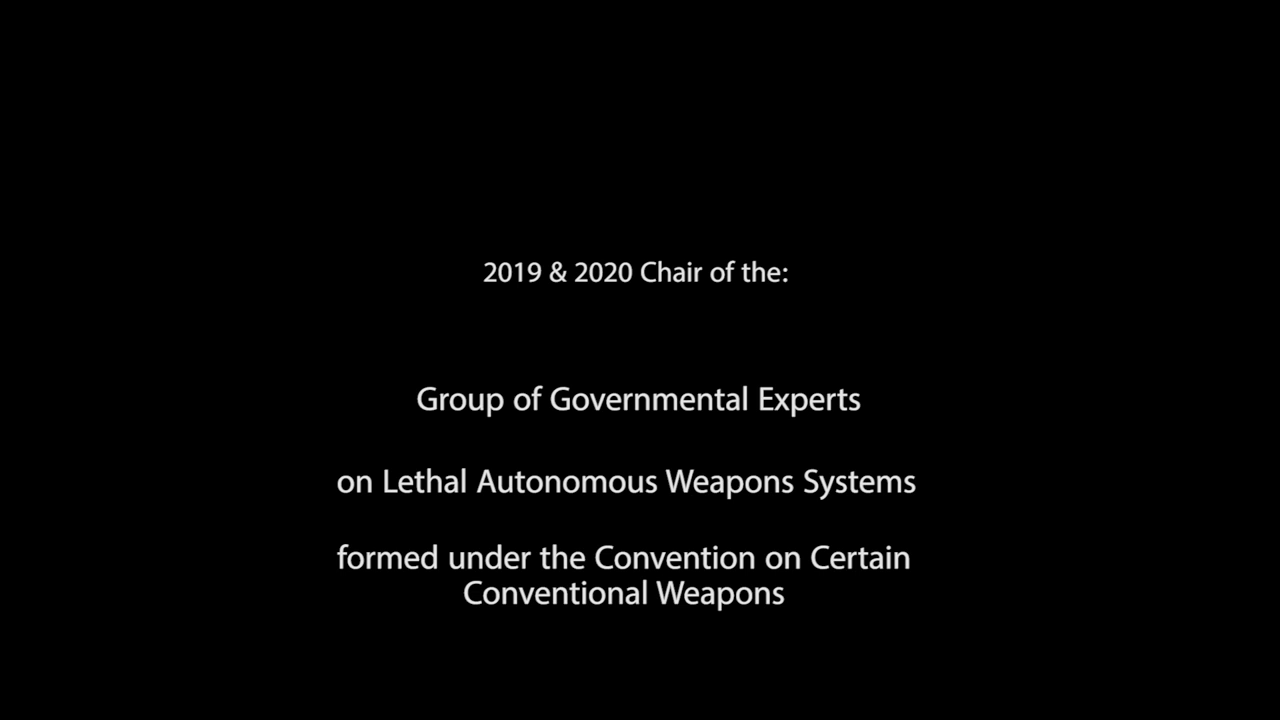 2019 & 2020 Chair of the:
Group of Governmental Experts
on Lethal Autonomous Weapons Systems
formed under the Convention on Certain
Conventional Weapons